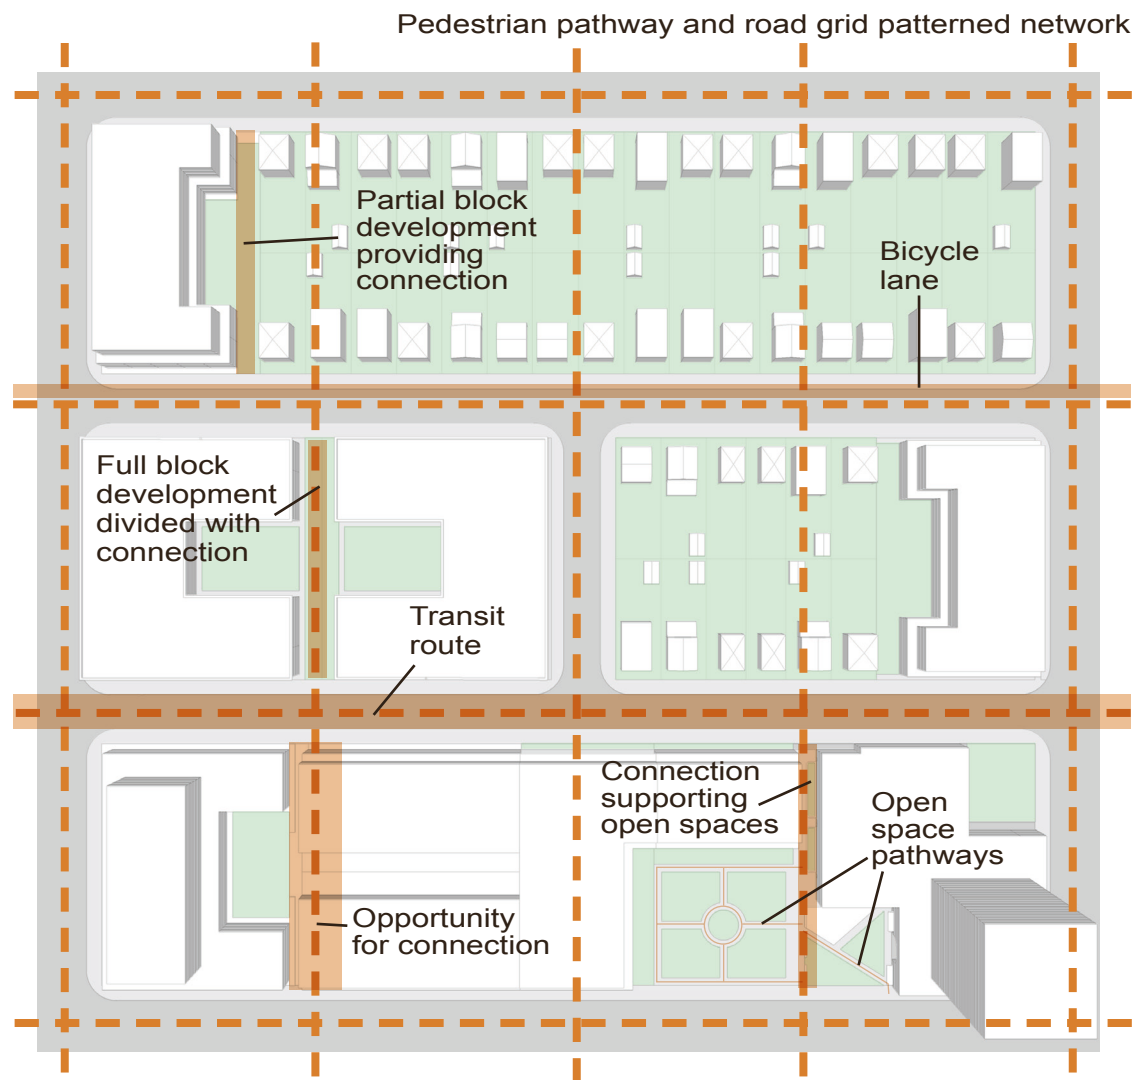 Pedestrian pathway and road grid patterned network
Partial block
development
providing
connection
Bicycle
lane
Full block
development
divided with
connection
Transit
route
Connection
supporting
open spaces
Open
space
pathways
Opportunity
for connection